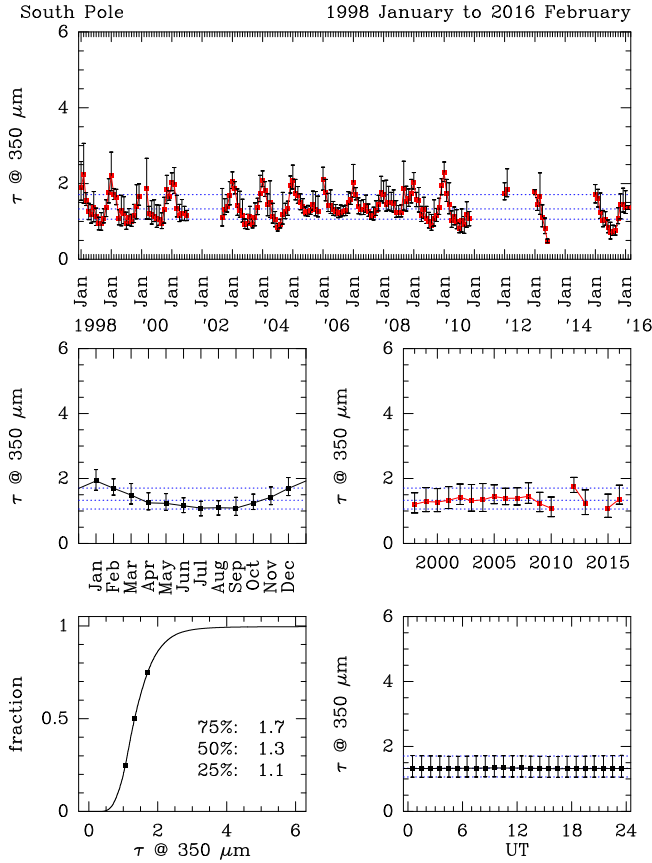 South Pole 1998 January to 2016 February
6
4
2
0
τ @ 350 μm
Jan Jan Jan Jan Jan Jan Jan Jan Jan Jan Jan Jan Jan Jan Jan Jan Jan Jan Jan
1998 '00 '02 '04 '06 '08 '10 '12 '14 '16
6
4
2
0
τ @ 350 μm
Jan Feb Mar Apr May Jun Jul Aug Sep Oct Nov Dec
6
4
2
0
τ @ 350 μm
2000 2005 2010 2015
1
0.5
0
fraction
75%: 1.7
50%: 1.3
25%: 1.1
0 2 4 6
τ @ 350 μm
6
4
2
0
τ @ 350 μm
0 6 12 18 24
UT